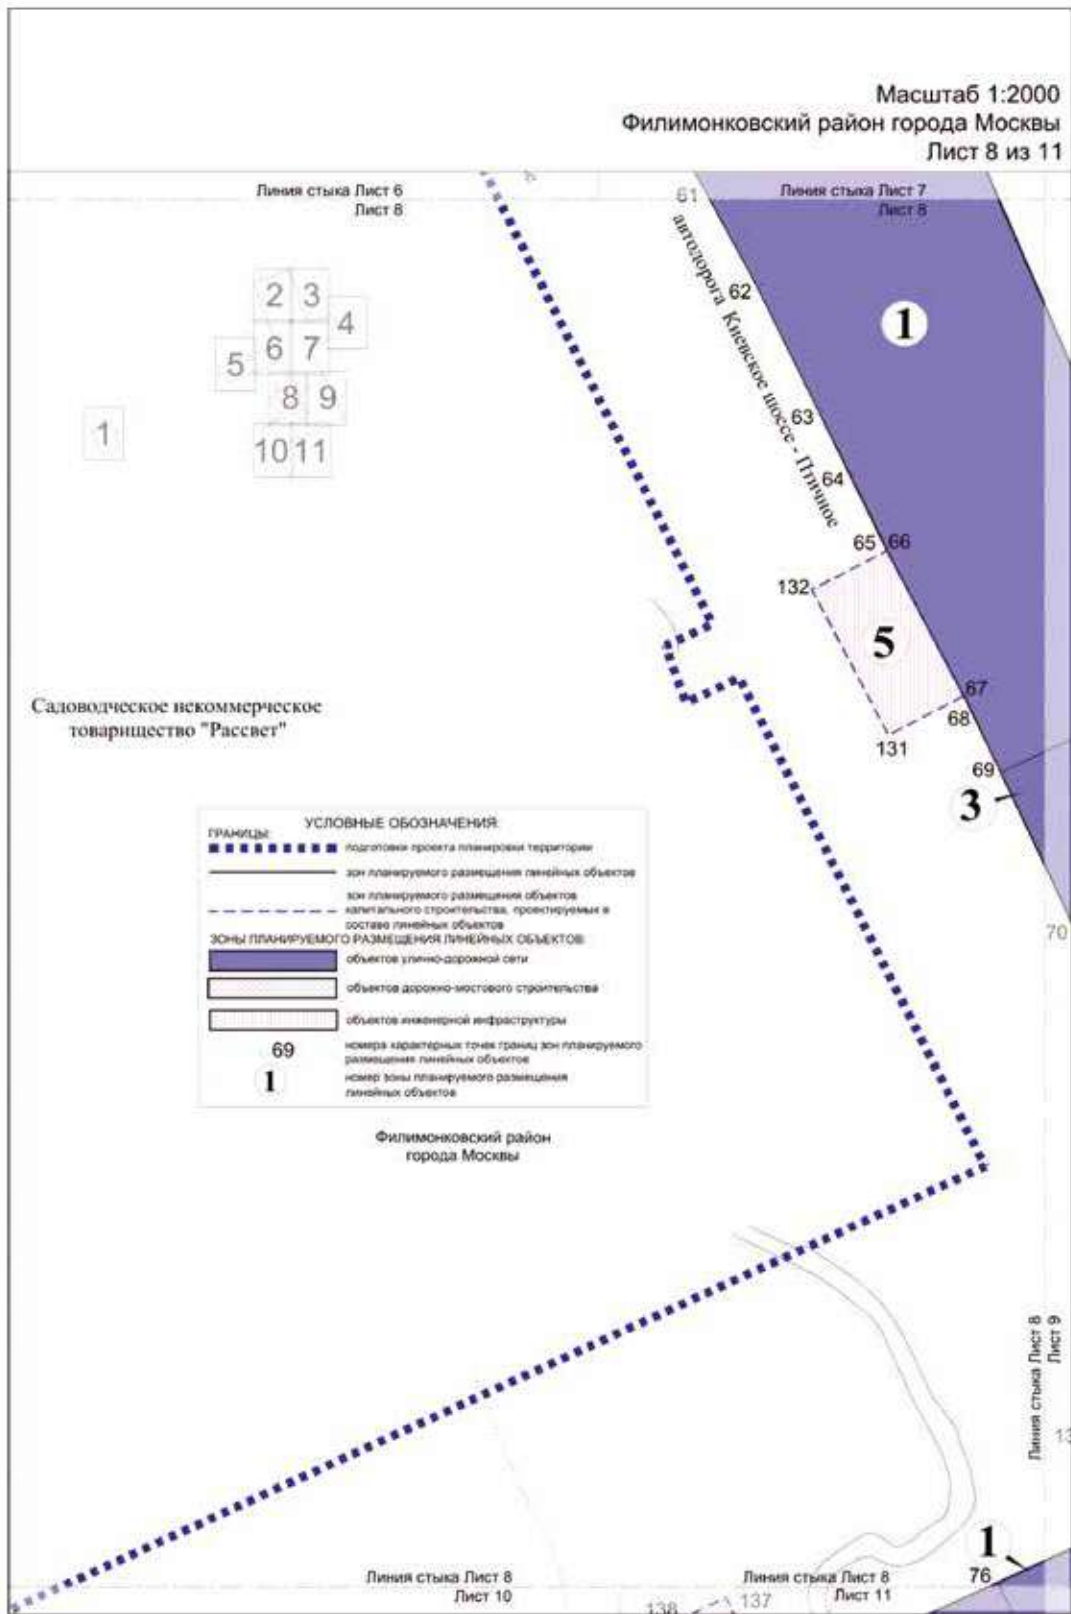 Масштаб 1:2000
Филимонковский район города Москвы
Лист 8 из 11
Линия стыка Лист 6
Лист 8
61
Линия стыка Лист 7
Лист 8
автодорога Киевское шоссе - Птичное
62
1
63
64
65
66
132
5
67
68
131
69
3
70
2
3
4
5
6
7
8
9
1
10
11
Садоводческое некоммерческое
товарищество "Рассвет"
УСЛОВНЫЕ ОБОЗНАЧЕНИЯ:
ГРАНИЦЫ:
подготовки проекта планировки территории
зон планируемого размещения линейных объектов
зон планируемого размещения объектов
капитального строительства, проектируемых в
составе линейных объектов
ЗОНЫ ПЛАНИРУЕМОГО РАЗМЕЩЕНИЯ ЛИНЕЙНЫХ ОБЪЕКТОВ:
объектов улично-дорожной сети
объектов дорожно-мостового строительства
объектов инженерной инфраструктуры
69
номера характерных точек границ зон планируемого
размещения линейных объектов
1
номер зоны планируемого размещения
линейных объектов
Филимонковский район
города Москвы
Линия стыка Лист 8
Лист 9
1
76
Линия стыка Лист 8
Лист 10
Линия стыка Лист 8
Лист 11
138
137